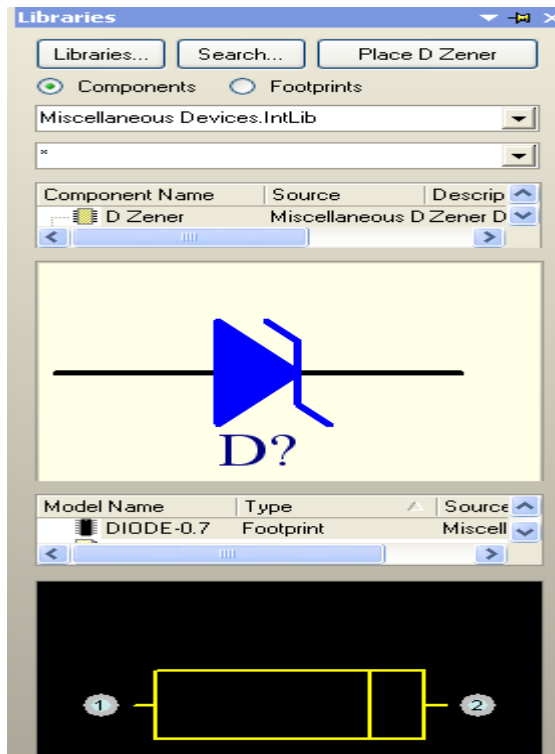 Libraries
Libraries... Search... Place D Zener
Components Footprints
Miscellaneous Devices.IntLib
*
Component Name Source Descrip
D Zener Miscellaneous D Zener D
D?
Model Name Type Source
DIODE-0.7 Footprint Miscell
1 2